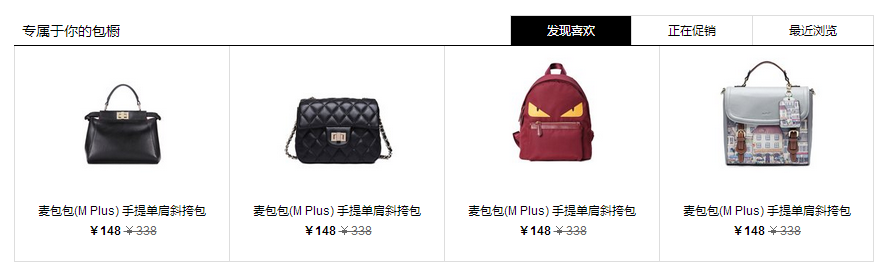 专属于你的包橱 发现喜欢 正在促销 最近浏览
麦包包(M Plus) 手提单肩斜挎包 麦包包(M Plus) 手提单肩斜挎包 麦包包(M Plus) 手提单肩斜挎包 麦包包(M Plus) 手提单肩斜挎包
￥148 ￥338 ￥148 ￥338 ￥148 ￥338 ￥148 ￥338